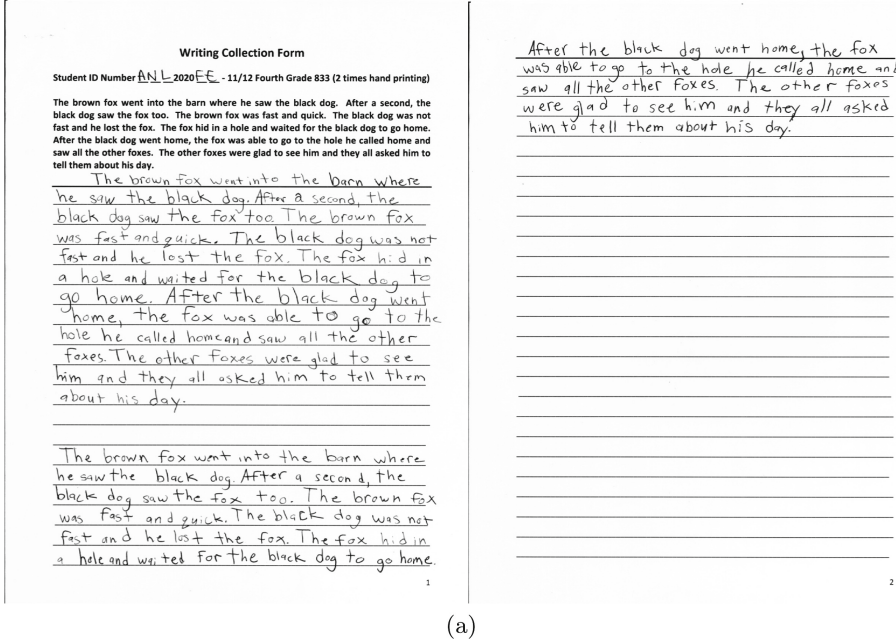 Writing Collection Form
Student ID Number ANL 2020 EE - 11/12 Fourth Grade 833 (2 times hand printing)
The brown fox went into the barn where he saw the black dog. After a second, the
black dog saw the fox too. The brown fox was fast and quick. The black dog was not
fast and he lost the fox. The fox hid in a hole and waited for the black dog to go home.
After the black dog went home, the fox was able to go to the hole he called home and
saw all the other foxes. The other foxes were glad to see him and they all asked him to
tell them about his day.
The brown fox went into the barn where
he saw the black dog. After a second, the
black dog saw the fox too. The brown fox
was fast and quick. The black dog was not
fast and he lost the fox. The fox hid in
a hole and waited for the black dog to
go home. After the black dog went
home, the fox was able to go to the
hole he called home and saw all the other
foxes. The other foxes were glad to see
him and they all asked him to tell them
about his day.
The brown fox went into the barn where
he saw the black dog. After a second, the
black dog saw the fox too. The brown fox
was fast and quick. The black dog was not
fast and he lost the fox. The fox hid in
a hole and waited for the black dog to go home.
1
After the black dog went home, the fox
was able to go to the hole he called home and
saw all the other foxes. The other foxes
were glad to see him and they all asked
him to tell them about his day.
2
(a)